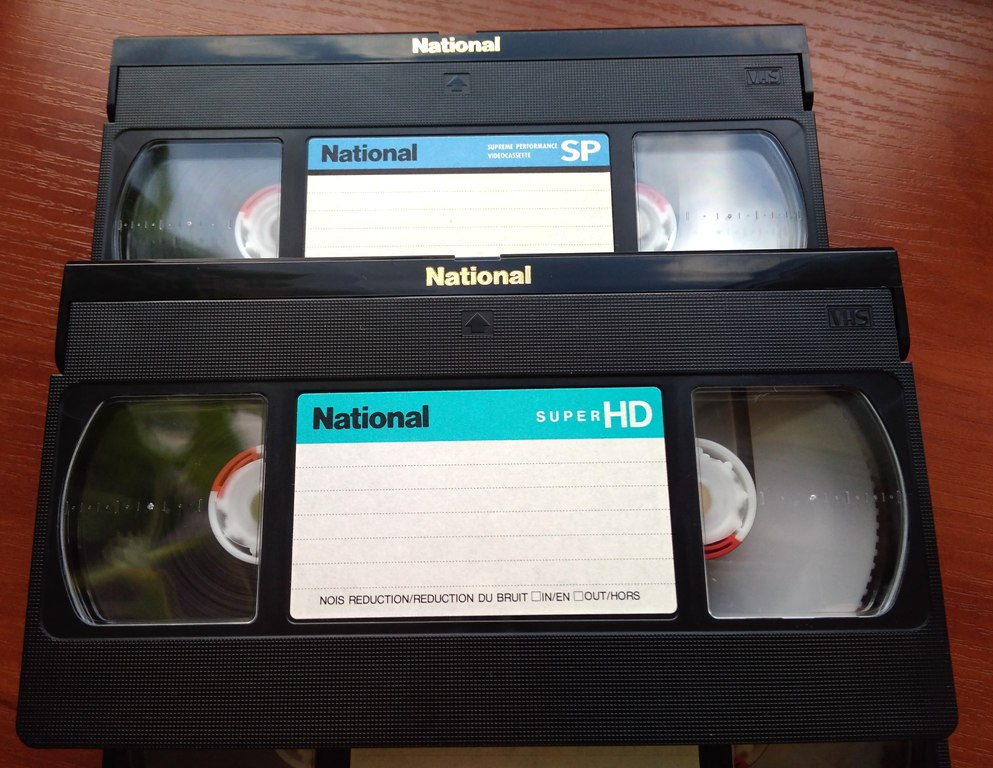 National
VHS
National
SUPREME PERFORMANCE
VIDEOCASSETTE
SP
National
VHS
National
SUPER HD
NOIS REDUCTION/REDUCTION DU BRUIT ☐IN/EN ☐OUT/HORS